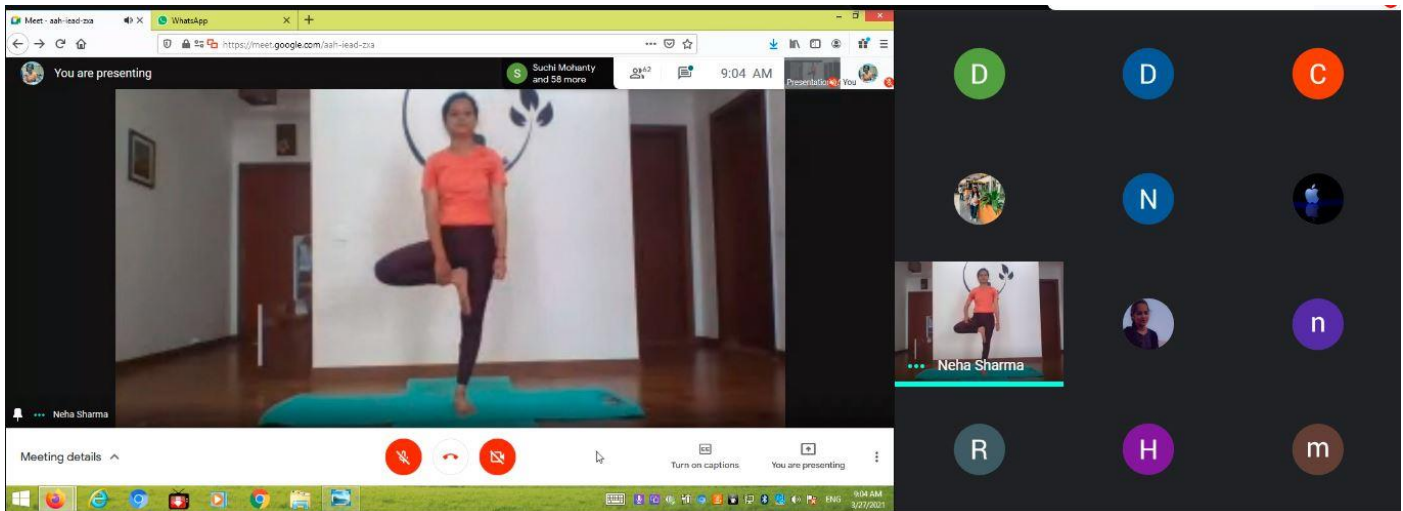 Meet - aah-iead-zxa
WhatsApp
https://meet.google.com/aah-iead-zxa
You are presenting
S
Suchi Mohanty
and 58 more
62
9:04 AM
Presentation
You
Neha Sharma
Meeting details
Turn on captions
You are presenting
ENG
9:04 AM
3/27/2021
D
D
C
N
Neha Sharma
n
R
H
m